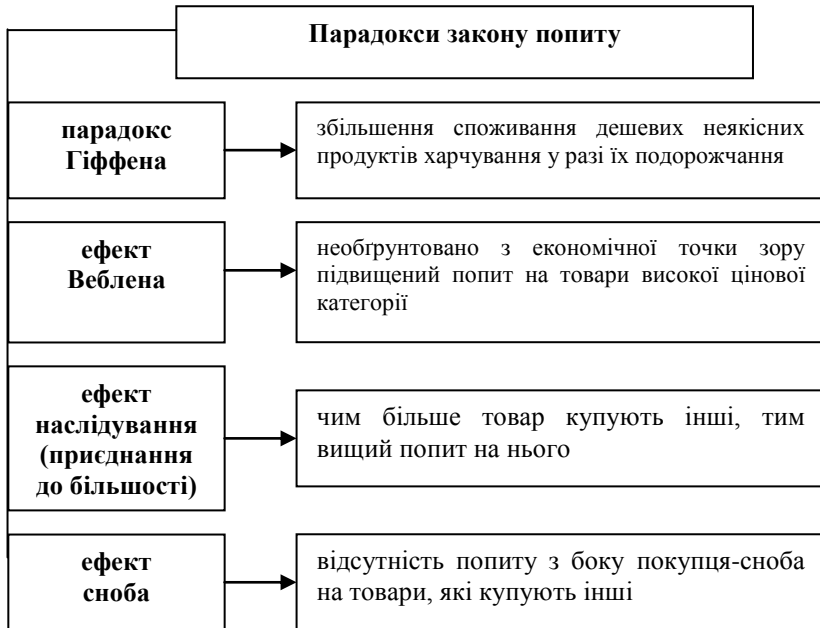 Парадокси закону попиту
парадокс
Гіффена
збільшення споживання дешевих неякісних
продуктів харчування у разі їх подорожчання
ефект
Веблена
необґрунтовано з економічної точки зору
підвищений попит на товари високої цінової
категорії
ефект
наслідування
(приєднання
до більшості)
чим більше товар купують інші, тим
вищий попит на нього
ефект
сноба
відсутність попиту з боку покупця-сноба
на товари, які купують інші